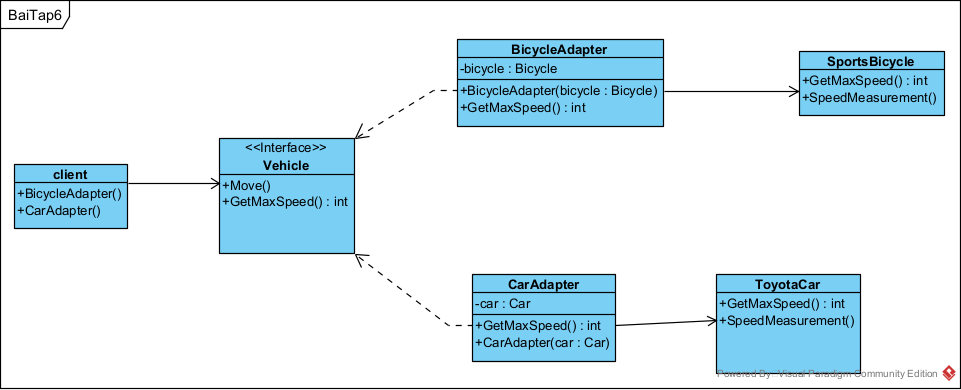 BaiTap6
BicycleAdapter
-bicycle : Bicycle
+BicycleAdapter(bicycle : Bicycle)
+GetMaxSpeed() : int
SportsBicycle
+GetMaxSpeed() : int
+SpeedMeasurement()
<<Interface>>
Vehicle
+Move()
+GetMaxSpeed() : int
client
+BicycleAdapter()
+CarAdapter()
CarAdapter
-car : Car
+GetMaxSpeed() : int
+CarAdapter(car : Car)
ToyotaCar
+GetMaxSpeed() : int
+SpeedMeasurement()
Powered By: Visual Paradigm Community Edition